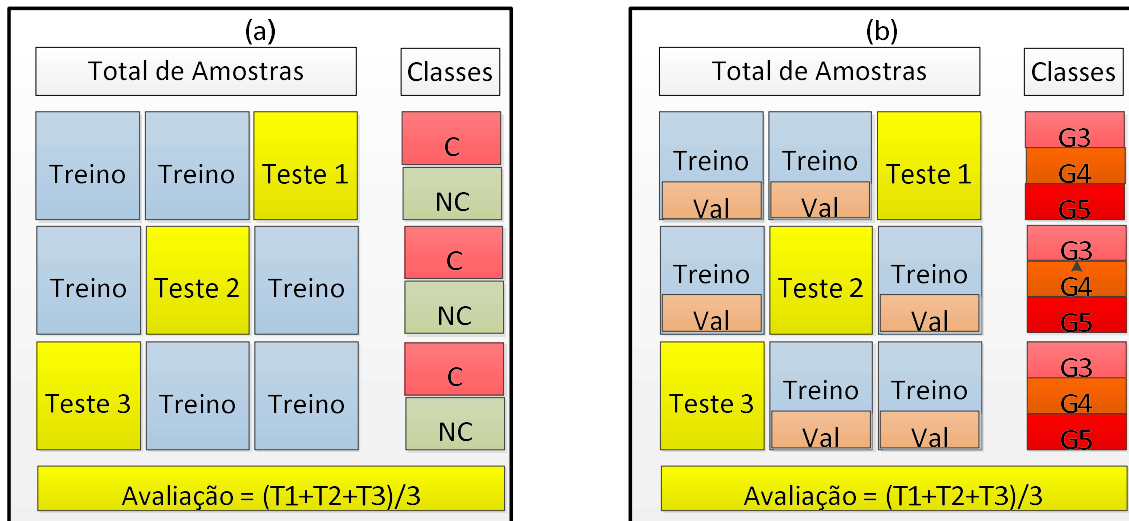 (a)
Total de Amostras
Classes
Treino
Treino
Teste 1
C
NC
Treino
Teste 2
Treino
C
NC
Teste 3
Treino
Treino
C
NC
Avaliação = (T1+T2+T3)/3
(b)
Total de Amostras
Classes
Treino
Val
Treino
Val
Teste 1
G3
G4
G5
Treino
Val
Teste 2
Treino
Val
G3
G4
G5
Teste 3
Treino
Val
Treino
Val
G3
G4
G5
Avaliação = (T1+T2+T3)/3